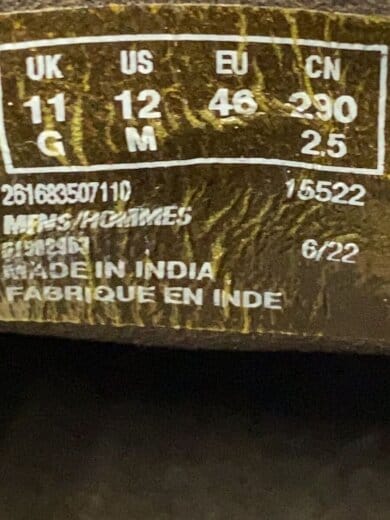 UK US EU CN
11 12 46 290
G M 2.5
261683507110 15522
MENS/HOMMES
6/22
MADE IN INDIA
FABRIQUE EN INDE